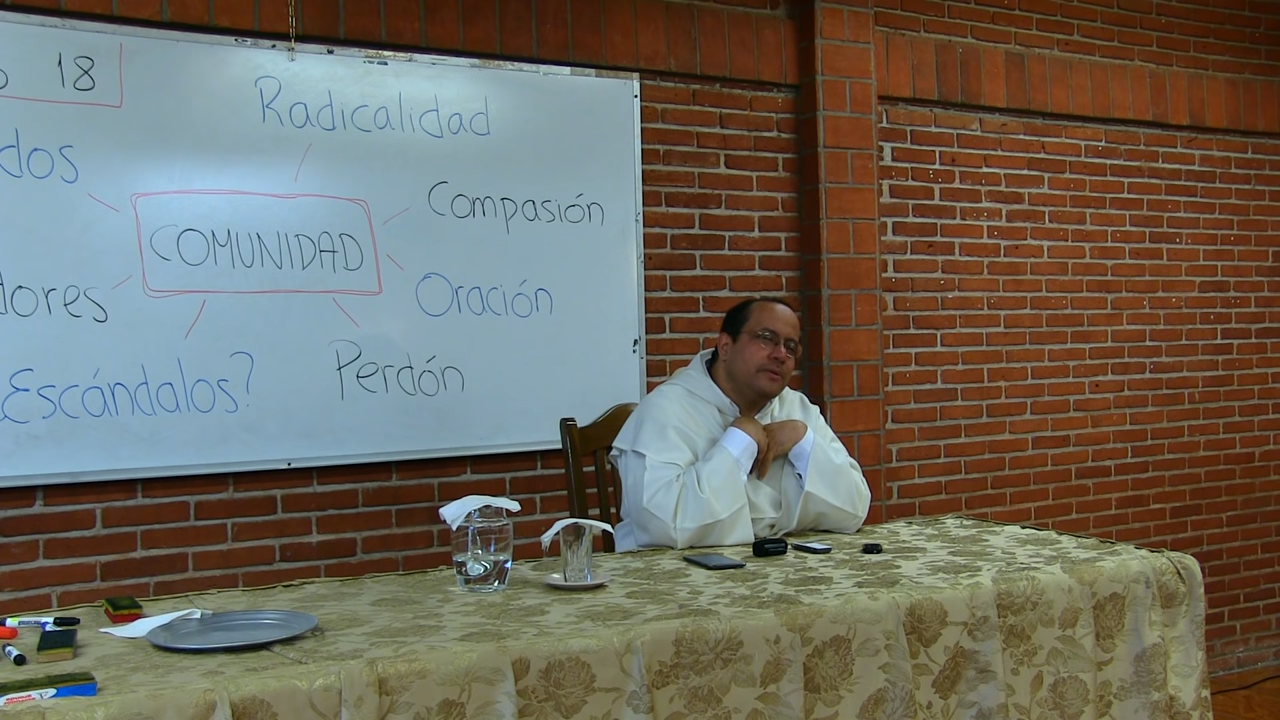 18
Radicalidad
dos
Compasión
COMUNIDAD
Oración
dores
Perdón
¿Escándalos?